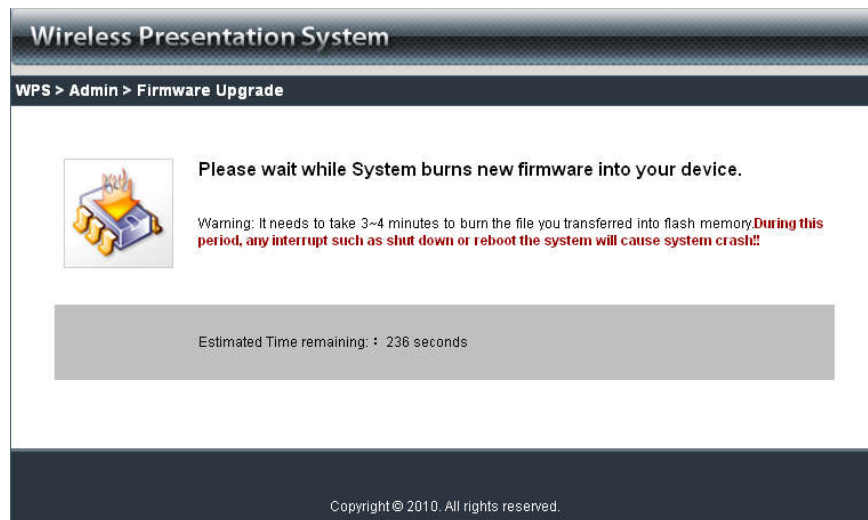 Wireless Presentation System
WPS > Admin > Firmware Upgrade
Please wait while System burns new firmware into your device.
Warning: It needs to take 3~4 minutes to burn the file you transferred into flash memory.During this
period, any interrupt such as shut down or reboot the system will cause system crash!!
Estimated Time remaining: : 236 seconds
Copyright © 2010. All rights reserved.